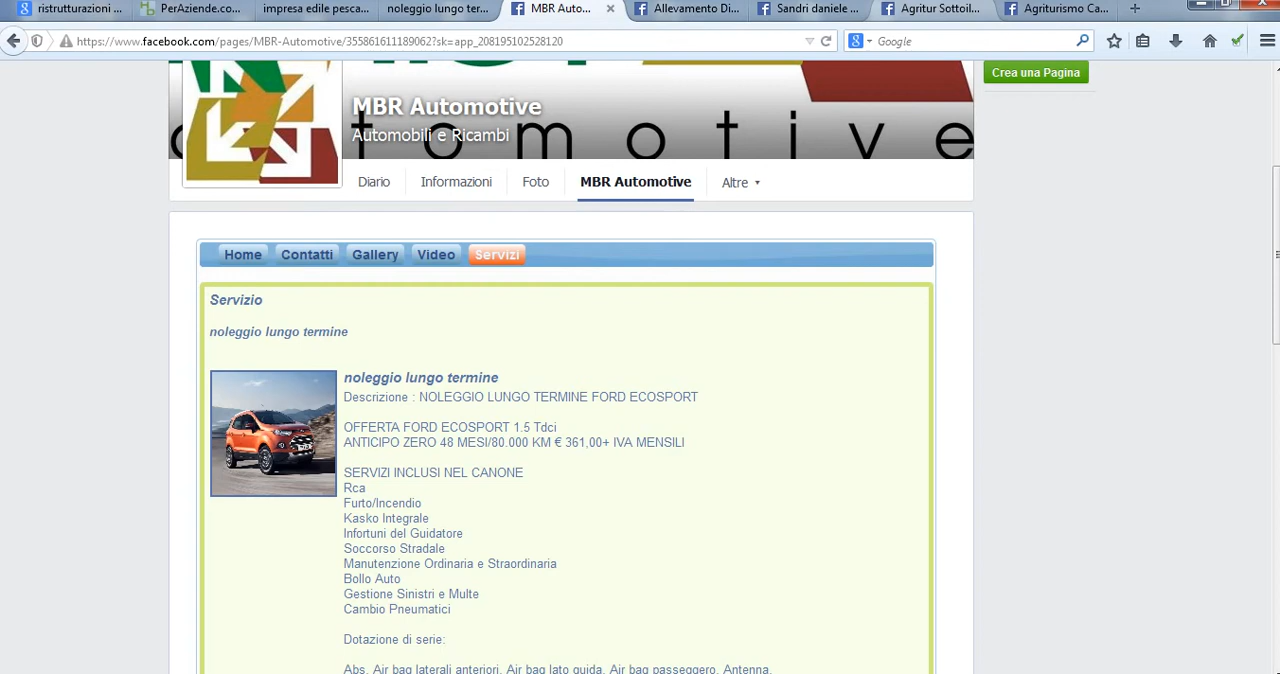 ristrutturazioni ...
PerAziende.co...
impresa edile pesca...
noleggio lungo ter...
MBR Auto...
Allevamento Di...
Sandri daniele ...
Agritur Sottoil...
Agriturismo Ca...
https://www.facebook.com/pages/MBR-Automotive/355861611189062?sk=app_208195102528120
Google
Crea una Pagina
MBR Automotive
Automobili e Ricambi
automotive
Diario Informazioni Foto MBR Automotive Altre
Home Contatti Gallery Video Servizi
Servizio
noleggio lungo termine
noleggio lungo termine
Descrizione : NOLEGGIO LUNGO TERMINE FORD ECOSPORT
OFFERTA FORD ECOSPORT 1.5 Tdci
ANTICIPO ZERO 48 MESI/80.000 KM € 361,00+ IVA MENSILI
SERVIZI INCLUSI NEL CANONE
Rca
Furto/Incendio
Kasko Integrale
Infortuni del Guidatore
Soccorso Stradale
Manutenzione Ordinaria e Straordinaria
Bollo Auto
Gestione Sinistri e Multe
Cambio Pneumatici
Dotazione di serie:
Abs, Air bag laterali anteriori, Air bag lato guida, Air bag passeggero, Antenna,